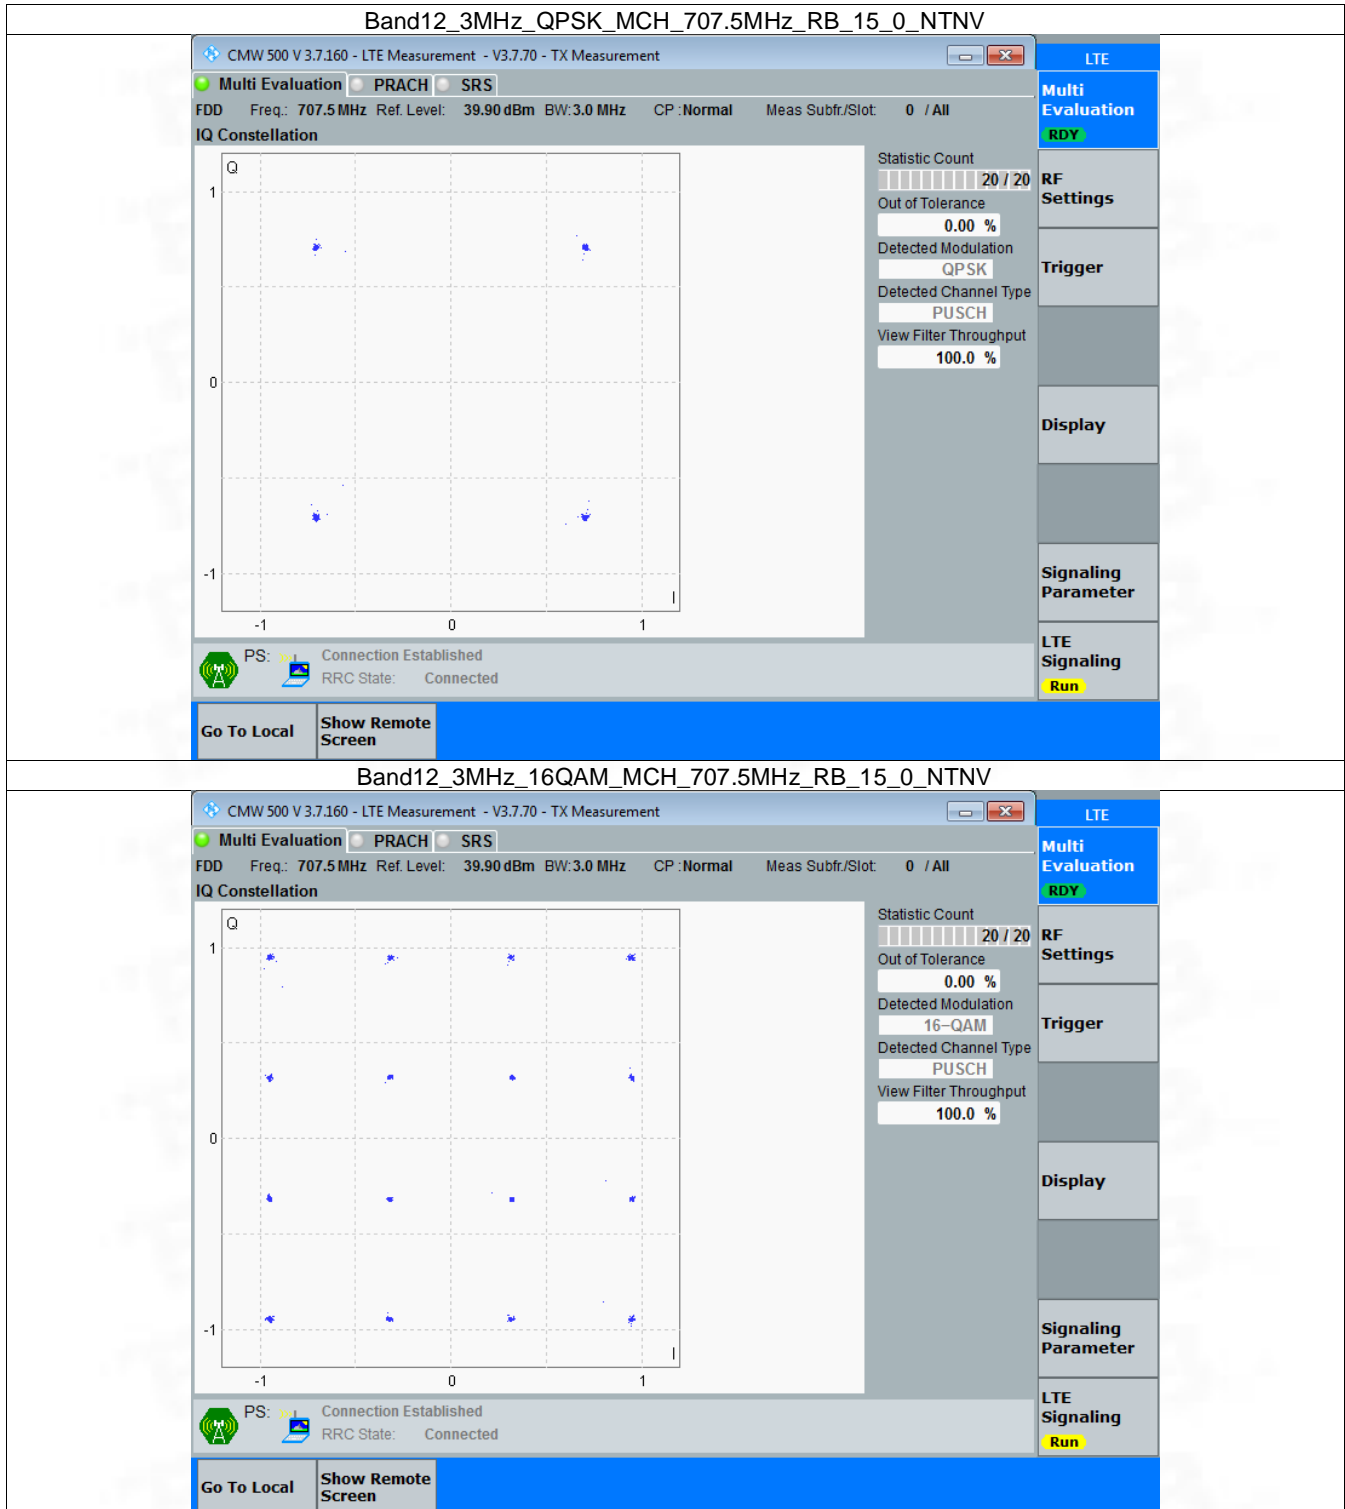 Band12_3MHz_QPSK_MCH_707.5MHz_RB_15_0_NTNV
CMW 500 V 3.7.160 - LTE Measurement - V3.7.70 - TX Measurement
LTE
Multi Evaluation PRACH SRS
Multi Evaluation
RDY
FDD Freq.: 707.5 MHz Ref. Level: 39.90 dBm BW: 3.0 MHz CP : Normal Meas Subfr./Slot: 0 / All
IQ Constellation
Q
1
0
-1
I
-1 0 1
Statistic Count
20 / 20
Out of Tolerance
0.00 %
Detected Modulation
QPSK
Detected Channel Type
PUSCH
View Filter Throughput
100.0 %
RF
Settings
Trigger
Display
Signaling
Parameter
LTE
Signaling
Run
PS: Connection Established
RRC State: Connected
Go To Local
Show Remote
Screen
Band12_3MHz_16QAM_MCH_707.5MHz_RB_15_0_NTNV
CMW 500 V 3.7.160 - LTE Measurement - V3.7.70 - TX Measurement
LTE
Multi Evaluation PRACH SRS
Multi
Evaluation
RDY
FDD Freq.: 707.5 MHz Ref. Level: 39.90 dBm BW: 3.0 MHz CP : Normal Meas Subfr./Slot: 0 / All
IQ Constellation
Q
1
0
-1
I
-1 0 1
Statistic Count
20 / 20
Out of Tolerance
0.00 %
Detected Modulation
16-QAM
Detected Channel Type
PUSCH
View Filter Throughput
100.0 %
RF
Settings
Trigger
Display
Signaling
Parameter
LTE
Signaling
Run
PS: Connection Established
RRC State: Connected
Go To Local
Show Remote
Screen